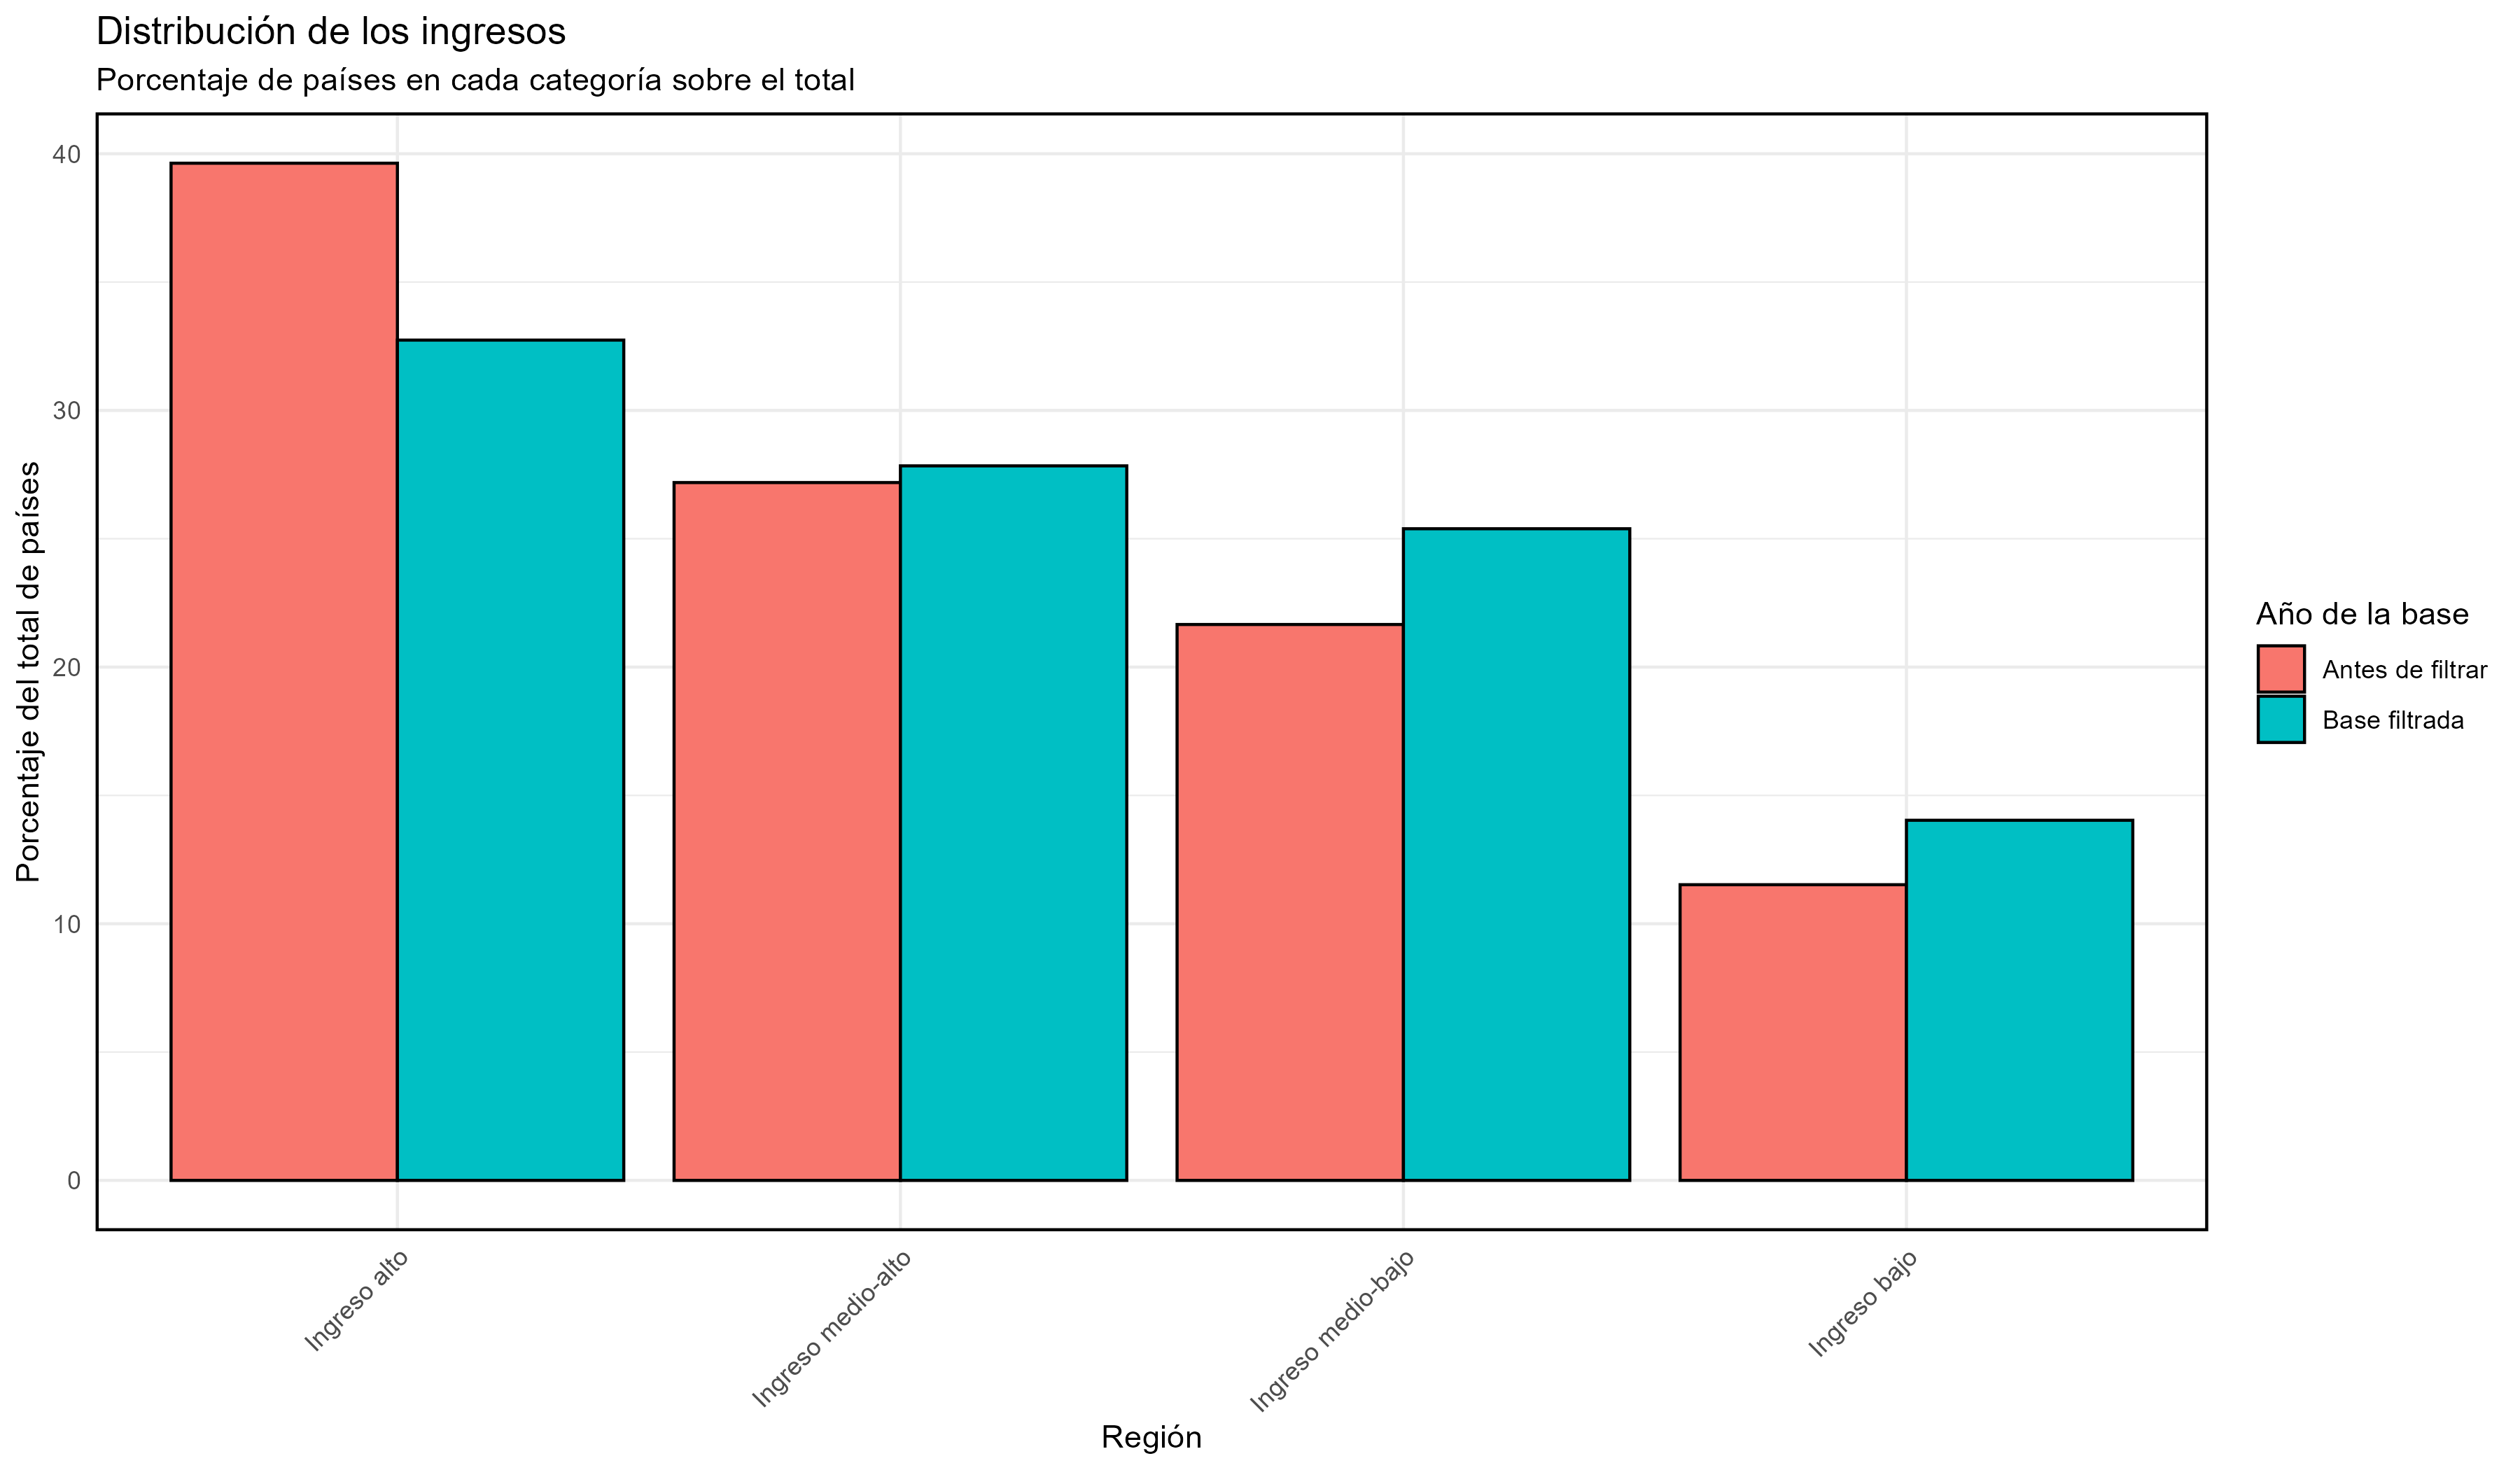 Distribución de los ingresos
Porcentaje de países en cada categoría sobre el total
Porcentaje del total de países
40
30
20
10
0
Ingreso alto
Ingreso medio-alto
Ingreso medio-bajo
Ingreso bajo
Región
Año de la base
Antes de filtrar
Base filtrada